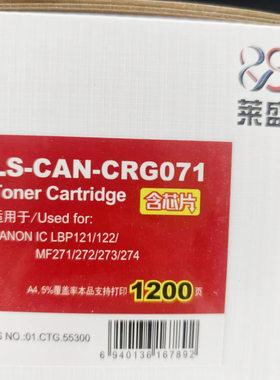 莱盛
LS-CAN-CRG071
Toner Cartridge 含芯片
适用于/Used for:
CANON IC LBP121/122/
MF271/272/273/274
A4, 5%覆盖率本品支持打印1200页
S NO.:01.CTG.55300
6 940136 167892